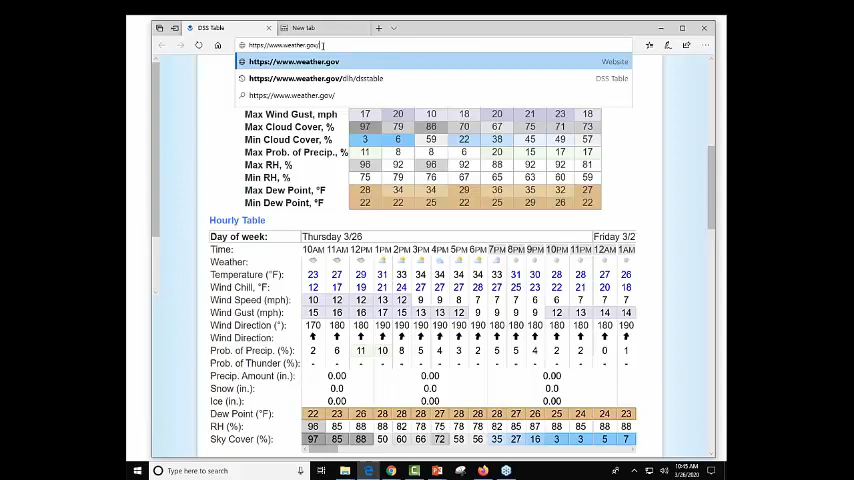 DSS Table
New tab
https://www.weather.gov/
https://www.weather.gov Website
https://www.weather.gov/dlh/dsstable DSS Table
https://www.weather.gov/
Max Wind Gust, mph 17 20 10 18 20 21 23 18
Max Cloud Cover, % 97 79 86 70 67 75 71 73
Min Cloud Cover, % 3 6 59 22 38 45 49 57
Max Prob. of Precip., % 11 8 8 6 20 15 17 17
Max RH, % 96 92 96 92 88 92 92 81
Min RH, % 75 79 76 67 65 63 60 59
Max Dew Point, °F 28 34 34 29 36 35 32 27
Min Dew Point, °F 22 22 25 22 25 29 26 22
Hourly Table
Day of week: Thursday 3/26 Friday 3/2
Time: 10AM 11AM 12PM 1PM 2PM 3PM 4PM 5PM 6PM 7PM 8PM 9PM 10PM 11PM 12AM 1AM
Weather:
Temperature (°F): 23 27 29 31 33 34 34 34 34 33 31 30 28 28 27 26
Wind Chill, (°F): 12 17 19 21 24 27 27 27 28 27 25 23 22 21 20 18
Wind Speed (mph): 10 12 12 13 12 9 9 8 7 7 7 6 6 7 7 7
Wind Gust (mph): 15 16 16 17 15 13 13 12 9 9 9 9 12 13 14 14
Wind Direction (°): 170 180 180 190 190 190 190 190 180 180 180 180 180 180 180 190
Wind Direction:
Prob. of Precip. (%): 2 6 11 10 8 5 4 3 2 5 5 4 2 2 0 1
Prob. of Thunder (%): - - - - - - - - - - - - - - - -
Precip. Amount (in.): 0.00 0.00 0.00
Snow (in.): 0.0 0.0 0.0
Ice (in.): 0.00 0.00 0.00
Dew Point (°F) 22 23 26 28 28 28 27 28 28 28 27 26 25 24 24 23
RH (%): 96 85 88 88 82 78 75 78 78 82 85 87 88 85 88 88
Sky Cover (%): 97 85 88 50 60 66 72 58 56 35 27 16 3 3 5 7
Type here to search
10:45 AM
3/26/2020